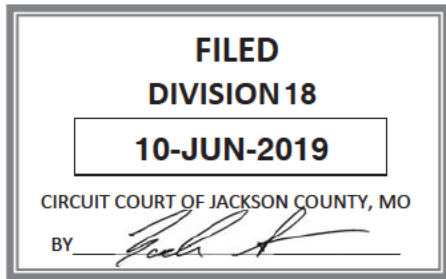 FILED
DIVISION 18
10-JUN-2019
CIRCUIT COURT OF JACKSON COUNTY, MO
BY